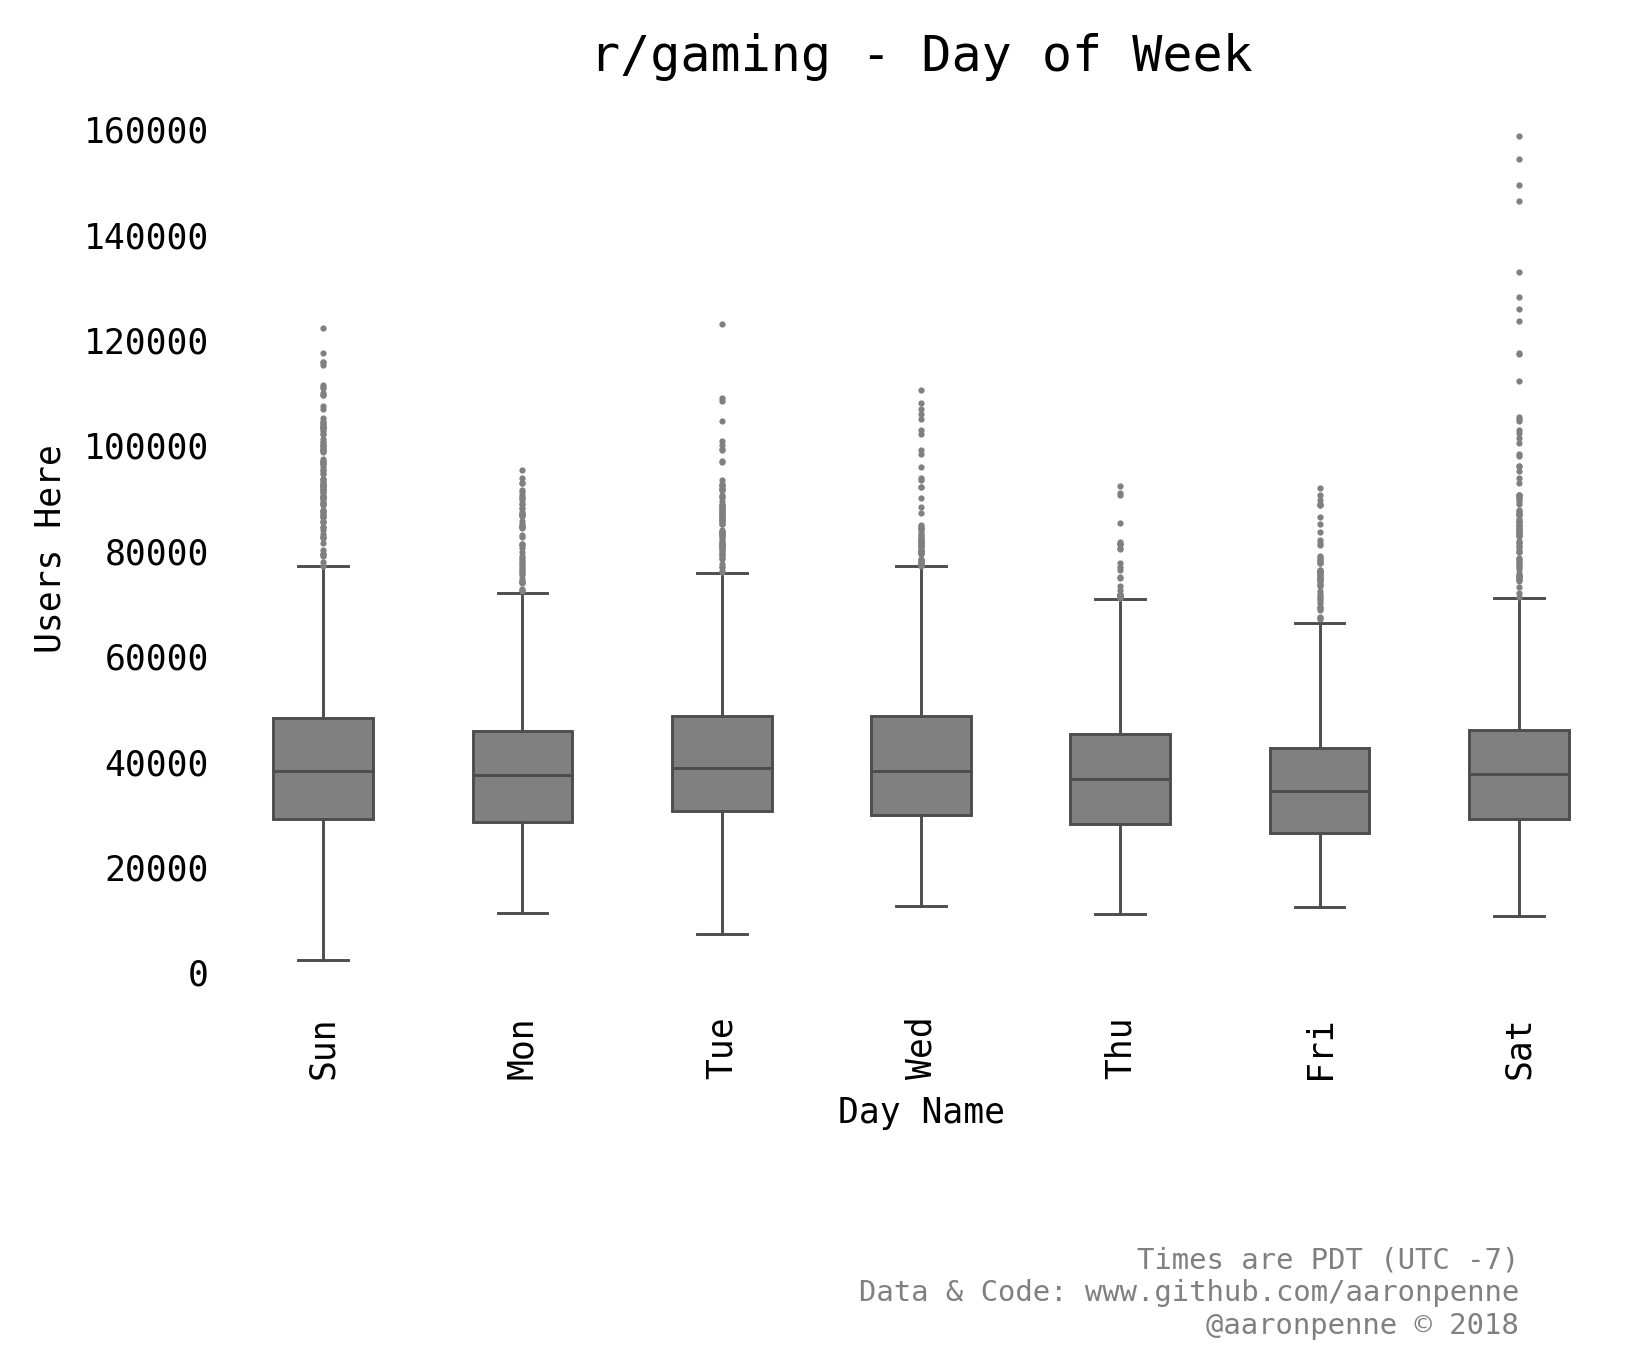 r/gaming - Day of Week
160000
140000
120000
100000
80000
60000
40000
20000
0
Users Here
Sun
Mon
Tue
Wed
Thu
Fri
Sat
Day Name
Times are PDT (UTC -7)
Data & Code: www.github.com/aaronpenne
@aaronpenne © 2018